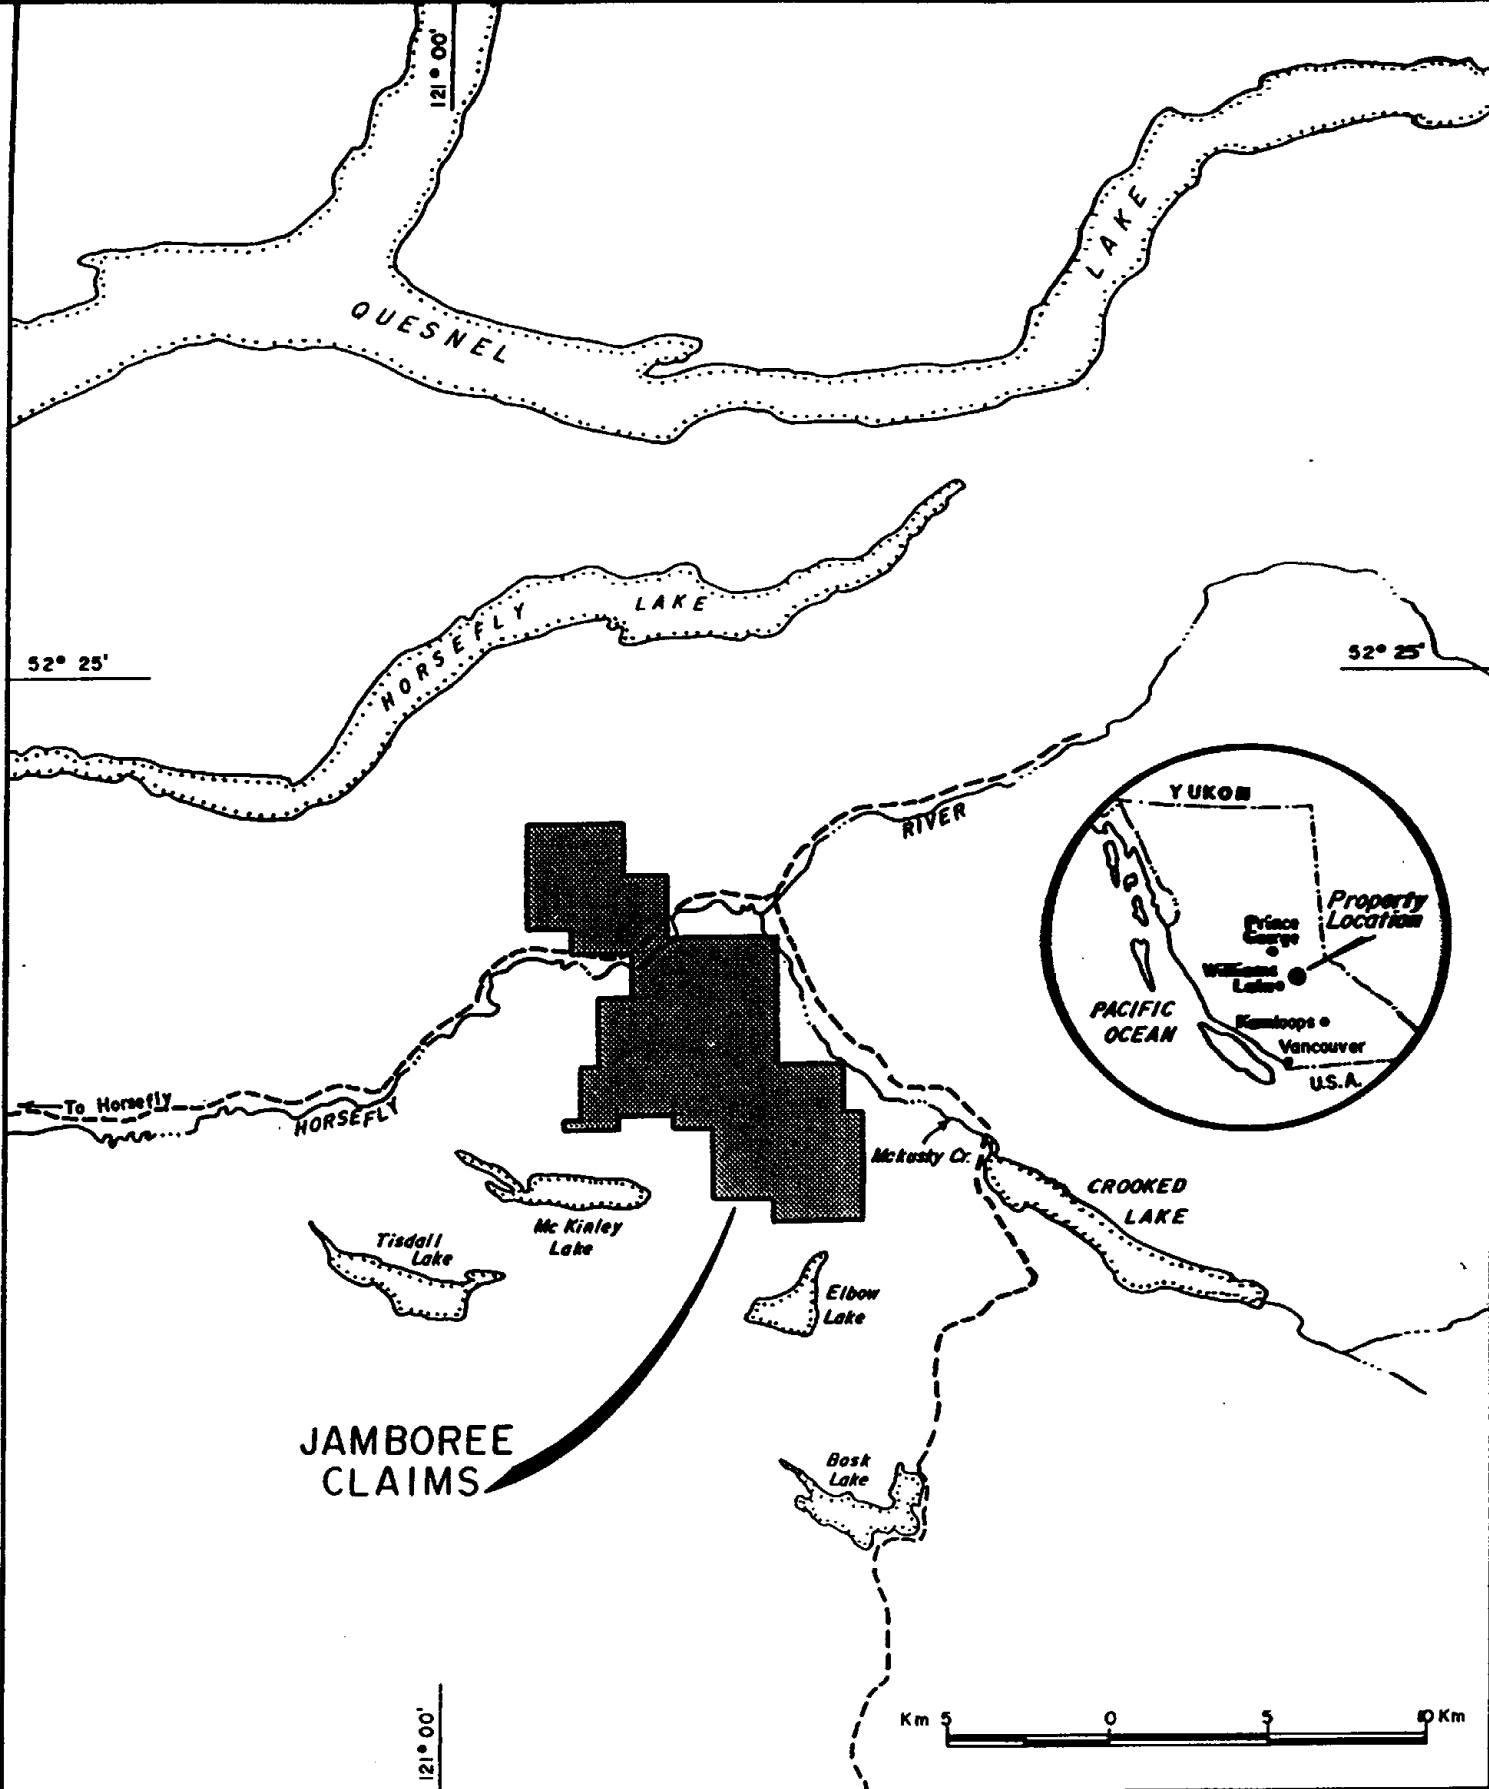 121° 00'
LAKE
QUESNEL
HORSEFLY
LAKE
52° 25'
52° 25'
RIVER
YUKON
Property
Location
Prince
George
Williams
Lake
PACIFIC
OCEAN
Kamloops
Vancouver
U.S.A.
To Horsefly
HORSEFLY
Mckusky Cr.
CROOKED
LAKE
Mc Kinley
Lake
Tisdall
Lake
Elbow
Lake
JAMBOREE
CLAIMS
Bosk
Lake
121° 00'
Km 5 0 5 10 Km